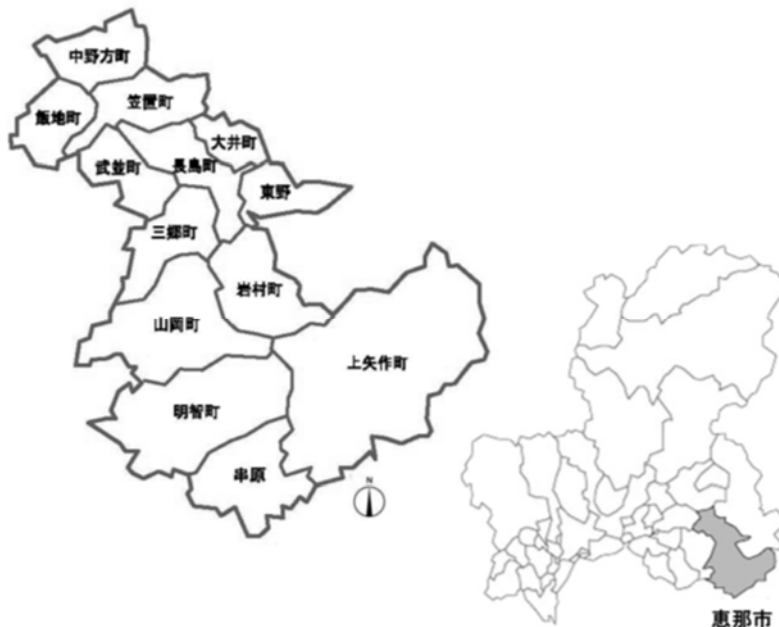 中野方町
笠置町
飯地町
大井町
武並町
長島町
東野
三郷町
岩村町
山岡町
上矢作町
明智町
串原
N
恵那市